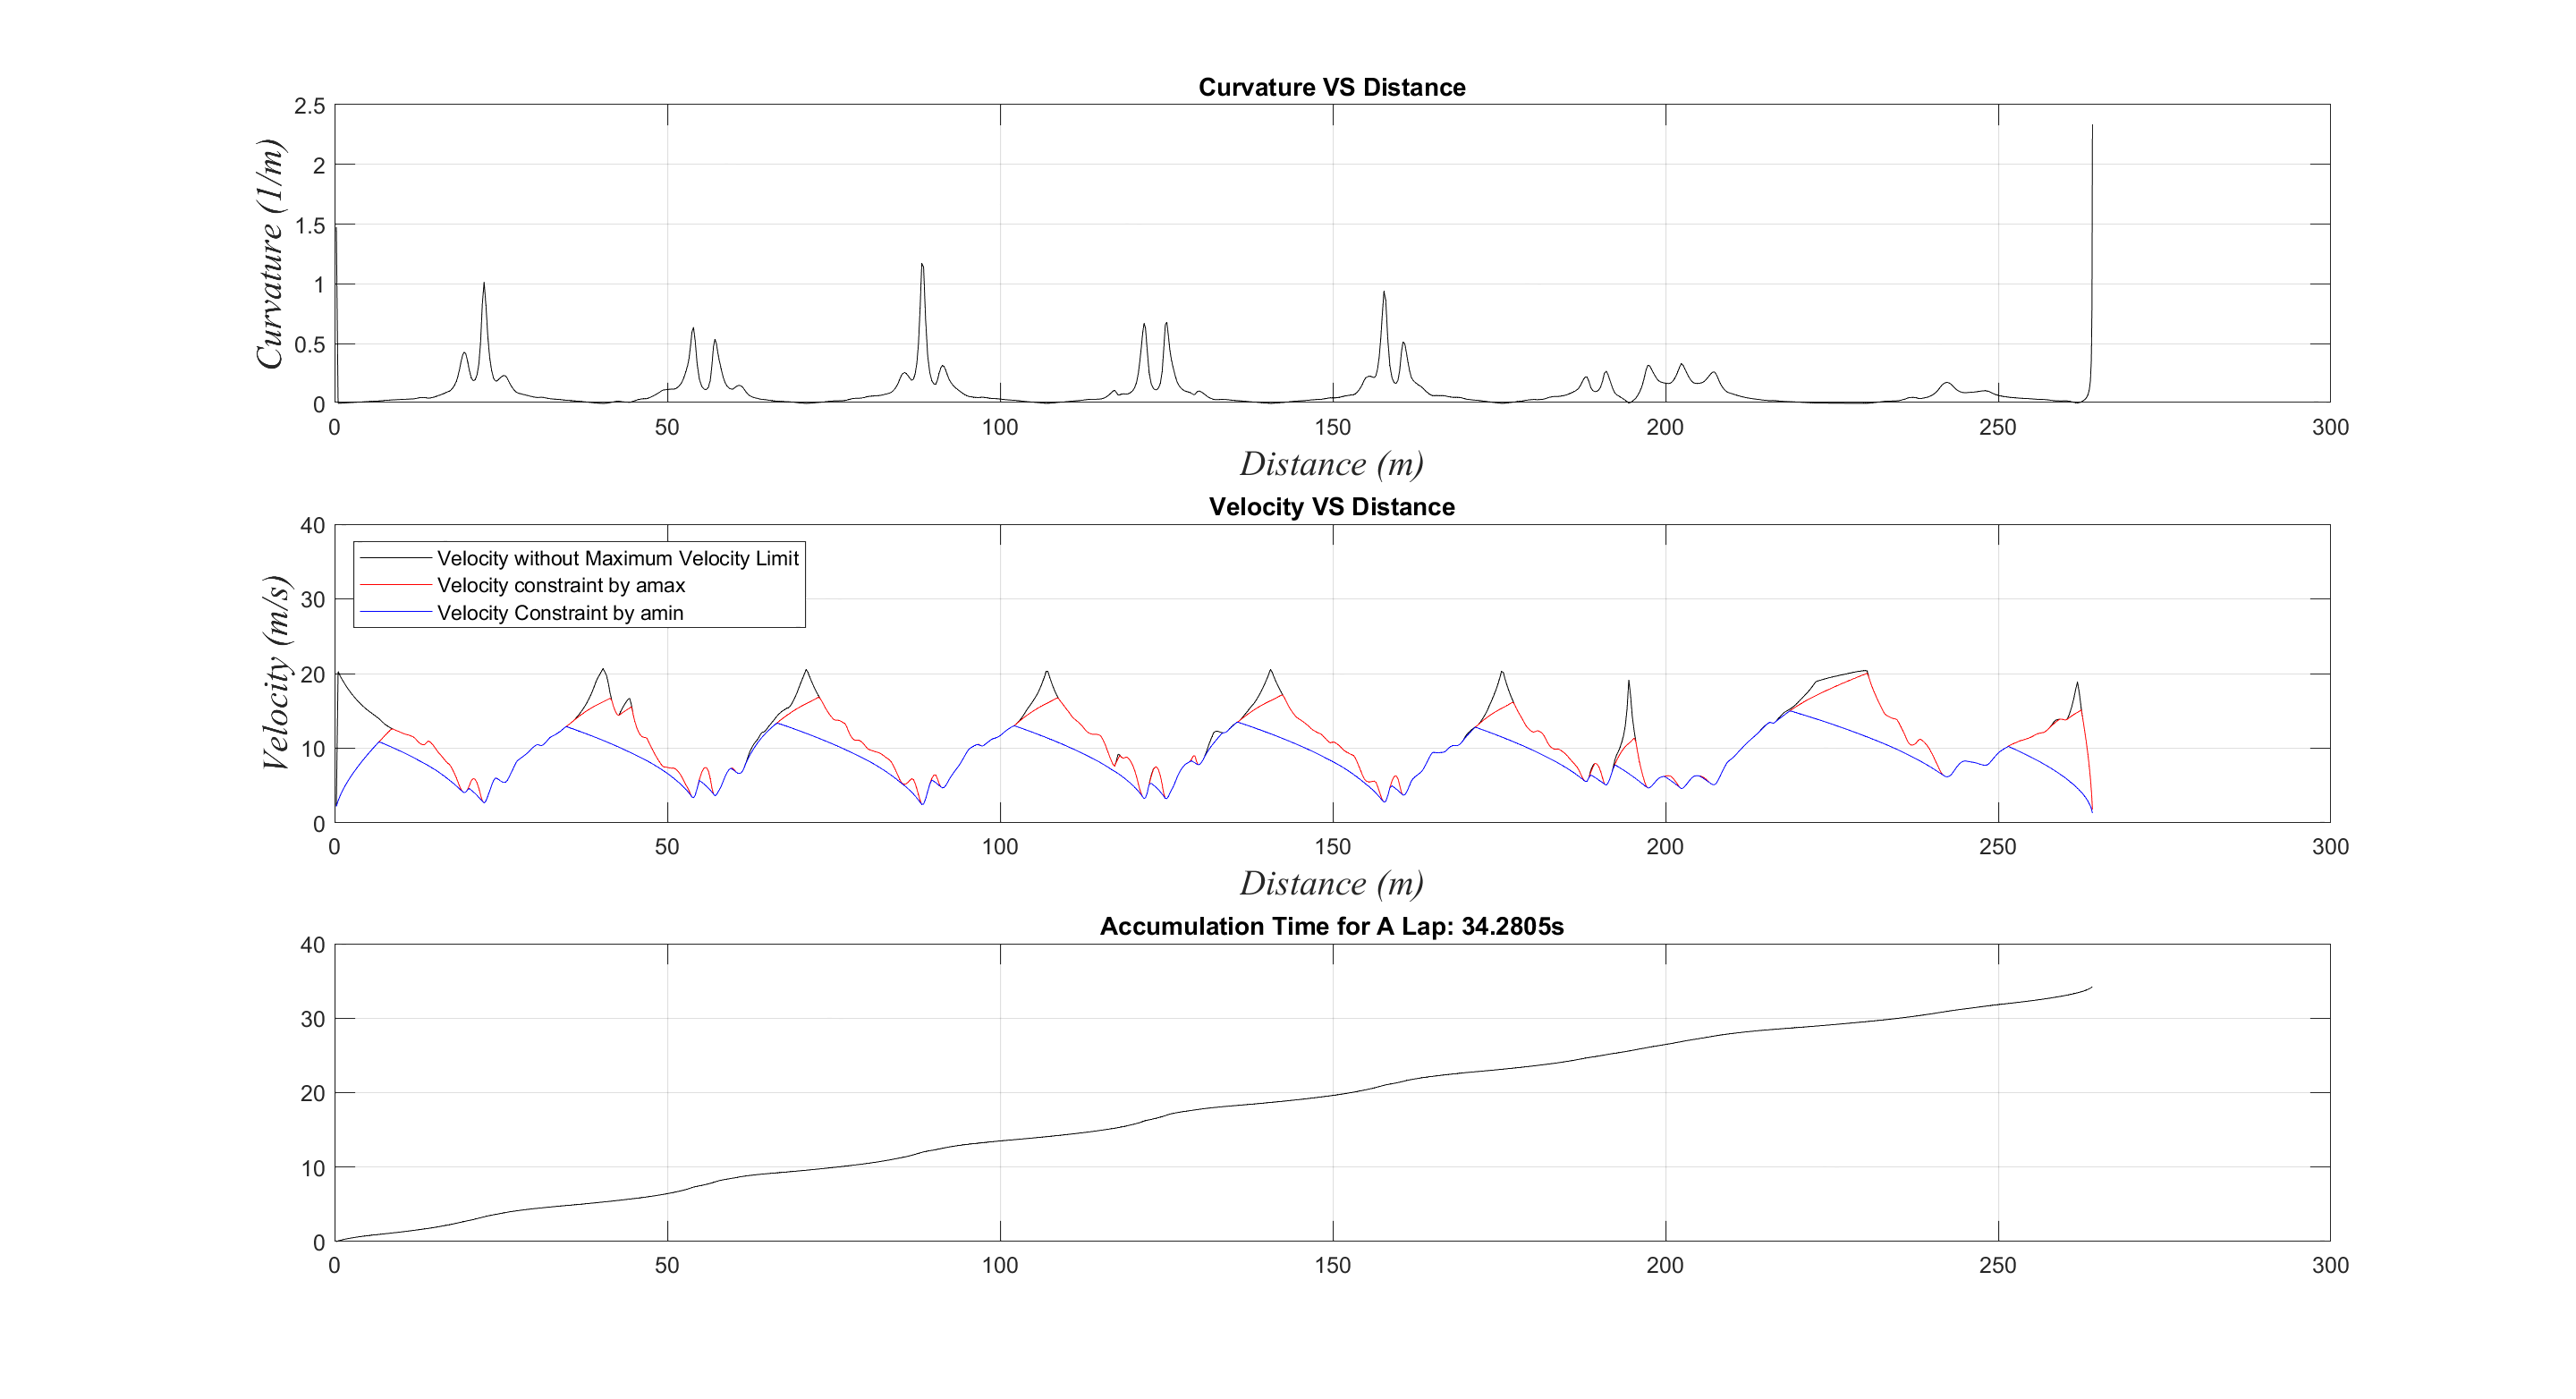 Curvature VS Distance
Curvature (1/m)
2.5
2
1.5
1
0.5
0
0 50 100 150 200 250 300
Distance (m)
Velocity VS Distance
Velocity (m/s)
40
30
20
10
0
Velocity without Maximum Velocity Limit
Velocity constraint by amax
Velocity Constraint by amin
0 50 100 150 200 250 300
Distance (m)
Accumulation Time for A Lap: 34.2805s
40
30
20
10
0
0 50 100 150 200 250 300